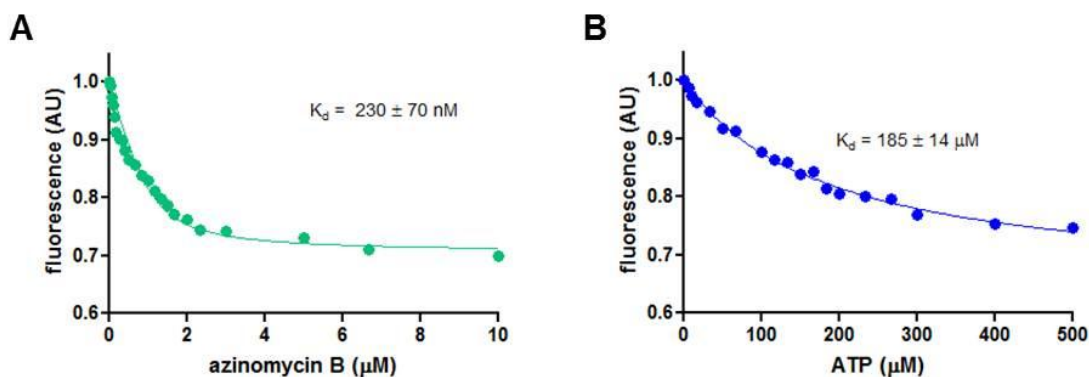 A
fluorescence (AU)
1.0
0.9
0.8
0.7
0.6
K_d = 230 ± 70 nM
0 2 4 6 8 10
azinomycin B (μM)
B
fluorescence (AU)
1.0
0.9
0.8
0.7
0.6
K_d = 185 ± 14 μM
0 100 200 300 400 500
ATP (μM)